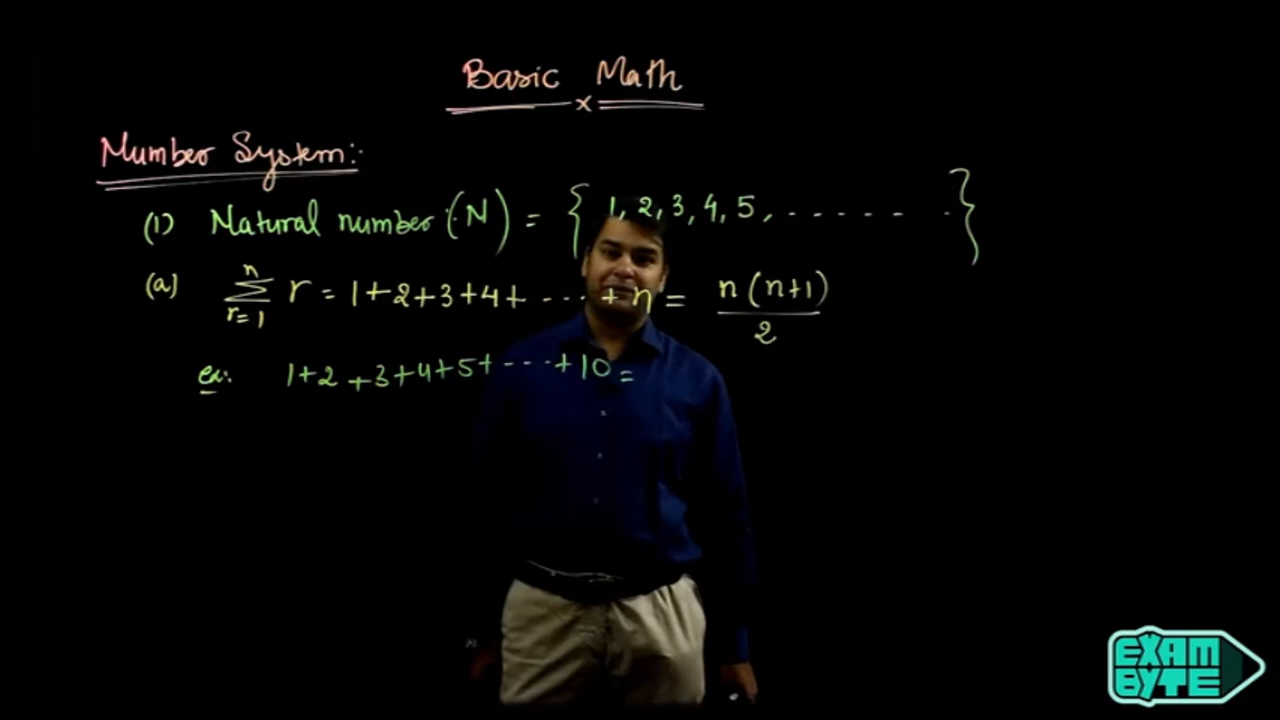 Basic Math
x
Number System:
(1) Natural number:(N) = { 1, 2, 3, 4, 5, ....... }
(a) n∑r=1 r = 1+2+3+4+ ... + n = n(n+1)/2
ex: 1+2+3+4+5+ ... + 10 =
EXAM
BYTE